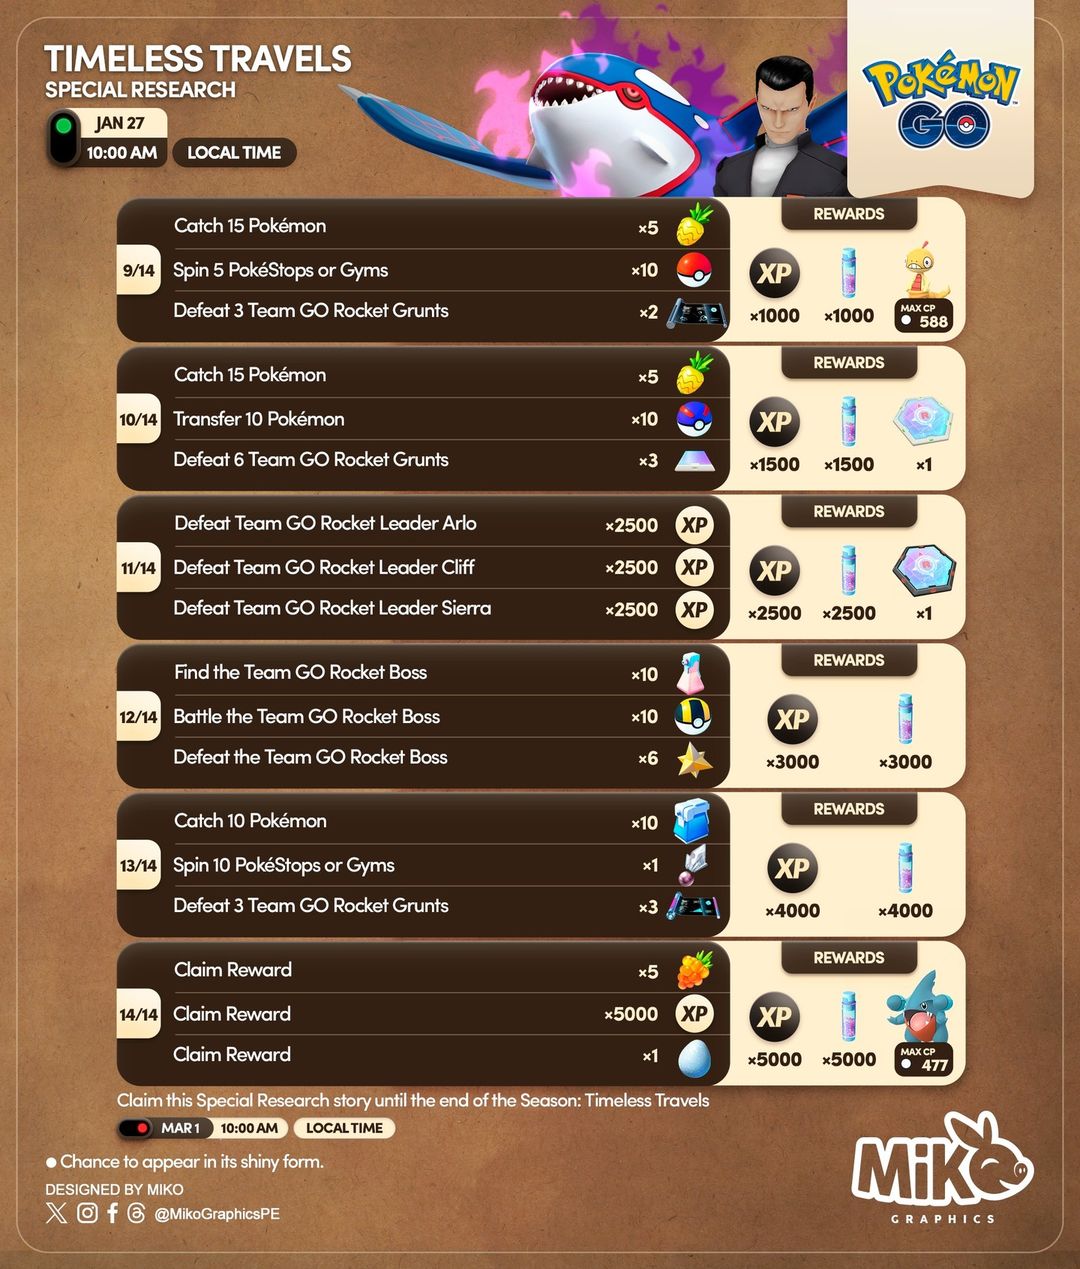 TIMELESS TRAVELS
SPECIAL RESEARCH
JAN 27
10:00 AM LOCAL TIME
POKÉMON GO
9/14
Catch 15 Pokémon ×5
Spin 5 PokéStops or Gyms ×10
Defeat 3 Team GO Rocket Grunts ×2
REWARDS
XP
×1000 ×1000 MAX CP 588
10/14
Catch 15 Pokémon ×5
Transfer 10 Pokémon ×10
Defeat 6 Team GO Rocket Grunts ×3
REWARDS
XP
×1500 ×1500 ×1
11/14
Defeat Team GO Rocket Leader Arlo ×2500 XP
Defeat Team GO Rocket Leader Cliff ×2500 XP
Defeat Team GO Rocket Leader Sierra ×2500 XP
REWARDS
XP
×2500 ×2500 ×1
12/14
Find the Team GO Rocket Boss ×10
Battle the Team GO Rocket Boss ×10
Defeat the Team GO Rocket Boss ×6
REWARDS
XP
×3000 ×3000
13/14
Catch 10 Pokémon ×10
Spin 10 PokéStops or Gyms ×1
Defeat 3 Team GO Rocket Grunts ×3
REWARDS
XP
×4000 ×4000
14/14
Claim Reward ×5
Claim Reward ×5000 XP
Claim Reward ×1
REWARDS
XP
×5000 ×5000 MAX CP 477
Claim this Special Research story until the end of the Season: Timeless Travels
MAR 1 10:00 AM LOCAL TIME
Chance to appear in its shiny form.
DESIGNED BY MIKO
@MikoGraphicsPE
MiKO
GRAPHICS